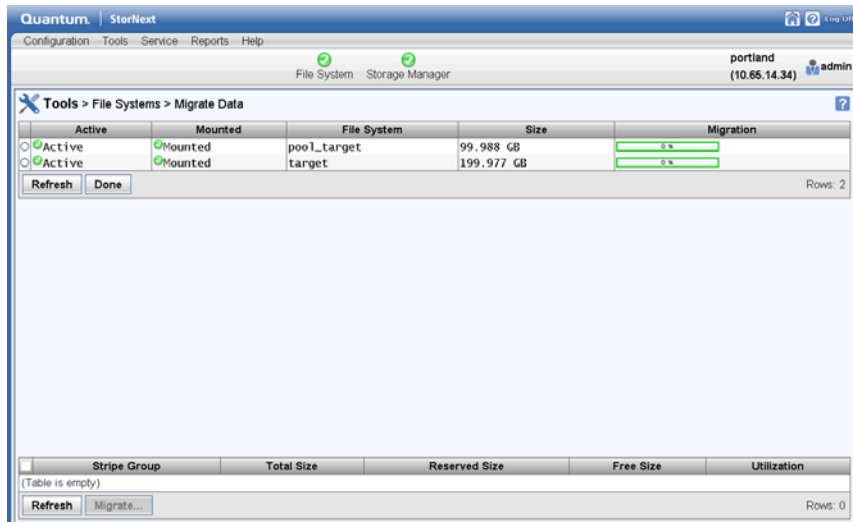 Quantum. StorNext Log Off
Configuration Tools Service Reports Help
File System Storage Manager portland (10.65.14.34) admin
Tools > File Systems > Migrate Data
Active Mounted File System Size Migration
Active Mounted pool_target 99.988 GB 0 %
Active Mounted target 199.977 GB 0 %
Refresh Done Rows: 2
Stripe Group Total Size Reserved Size Free Size Utilization
(Table is empty)
Refresh Migrate... Rows: 0